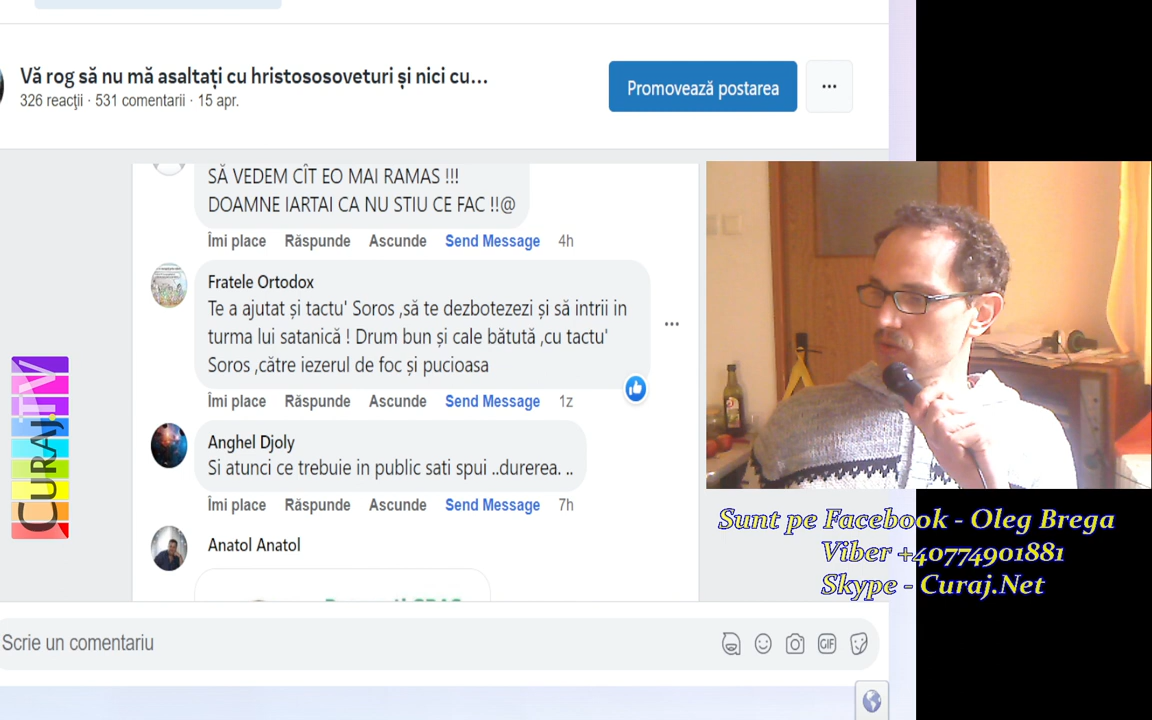 Vă rog să nu mă asaltați cu hristososoveturi și nici cu...
326 reacții · 531 comentarii · 15 apr.
Promovează postarea
SĂ VEDEM CÎT EO MAI RAMAS !!!
DOAMNE IARTAI CA NU STIU CE FAC !!@
Îmi place Răspunde Ascunde Send Message 4h
Fratele Ortodox
Te a ajutat și tactu' Soros ,să te dezbotezezi și să intrii in
turma lui satanică ! Drum bun și cale bătută ,cu tactu'
Soros ,către iezerul de foc și pucioasa
Îmi place Răspunde Ascunde Send Message 1z
Anghel Djoly
Si atunci ce trebuie in public sati spui ..durerea. ..
Îmi place Răspunde Ascunde Send Message 7h
Anatol Anatol
Scrie un comentariu
GIF
CURAJ.TV
Sunt pe Facebook - Oleg Brega
Viber +40774901881
Skype - Curaj.Net